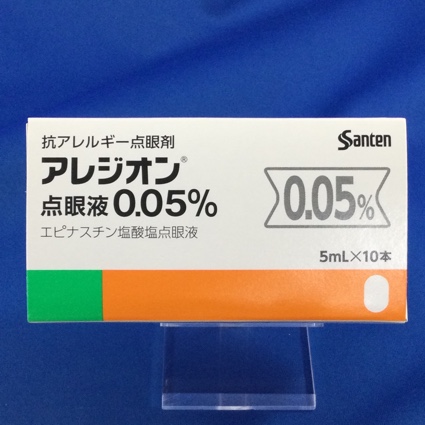 抗アレルギー点眼剤
Santen
アレジオン®
点眼液0.05%
0.05%
エピナスチン塩酸塩点眼液
5mL×10本